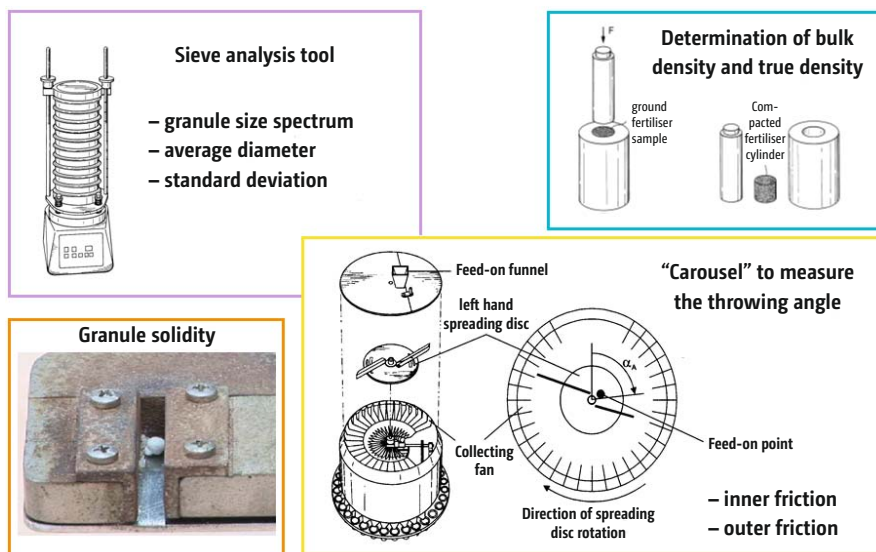 Sieve analysis tool
– granule size spectrum
– average diameter
– standard deviation
Determination of bulk
density and true density
F
ground
fertiliser
sample
Com-
pacted
fertiliser
cylinder
Granule solidity
“Carousel” to measure
the throwing angle
Feed-on funnel
left hand
spreading disc
αA
Collecting
fan
Feed-on point
Direction of spreading
disc rotation
– inner friction
– outer friction